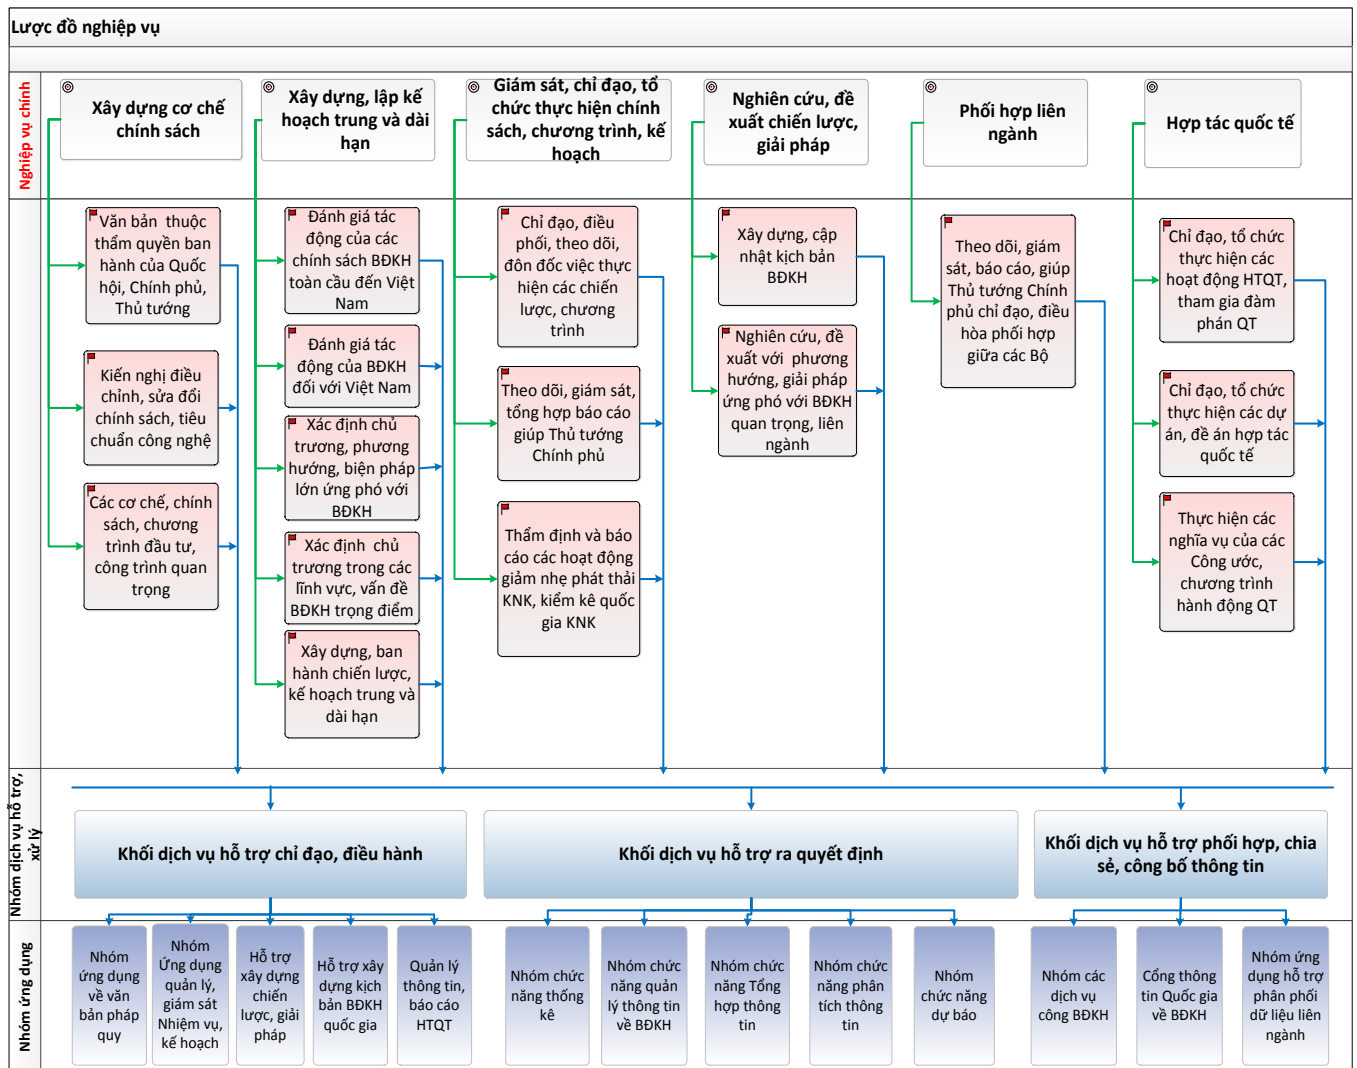 Lược đồ nghiệp vụ
Nghiệp vụ chính
Xây dựng cơ chế
chính sách
Xây dựng, lập kế
hoạch trung và dài
hạn
Giám sát, chỉ đạo, tổ
chức thực hiện chính
sách, chương trình, kế
hoạch
Nghiên cứu, đề
xuất chiến lược,
giải pháp
Phối hợp liên
ngành
Hợp tác quốc tế
Văn bản thuộc
thẩm quyền ban
hành của Quốc
hội, Chính phủ,
Thủ tướng
Kiến nghị điều
chỉnh, sửa đổi
chính sách, tiêu
chuẩn công nghệ
Các cơ chế, chính
sách, chương
trình đầu tư,
công trình quan
trọng
Đánh giá tác
động của các
chính sách BĐKH
toàn cầu đến Việt
Nam
Đánh giá tác
động của BĐKH
đối với Việt Nam
Xác định chủ
trương, phương
hướng, biện pháp
lớn ứng phó với
BĐKH
Xác định chủ
trương trong các
lĩnh vực, vấn đề
BĐKH trọng điểm
Xây dựng, ban
hành chiến lược,
kế hoạch trung và
dài hạn
Chỉ đạo, điều
phối, theo dõi,
đôn đốc việc thực
hiện các chiến
lược, chương
trình
Theo dõi, giám sát,
tổng hợp báo cáo
giúp Thủ tướng
Chính phủ
Thẩm định và báo
cáo các hoạt động
giảm nhẹ phát thải
KNK, kiểm kê quốc
gia KNK
Xây dựng, cập
nhật kịch bản
BĐKH
Nghiên cứu, đề
xuất với phương
hướng, giải pháp
ứng phó với BĐKH
quan trọng, liên
ngành
Theo dõi, giám
sát, báo cáo, giúp
Thủ tướng Chính
phủ chỉ đạo, điều
hòa phối hợp
giữa các Bộ
Chỉ đạo, tổ chức
thực hiện các
hoạt động HTQT,
tham gia đàm
phán QT
Chỉ đạo, tổ chức
thực hiện các dự
án, đề án hợp tác
quốc tế
Thực hiện các
nghĩa vụ của các
Công ước,
chương trình
hành động QT
Nhóm dịch vụ hỗ trợ,
xử lý
Khối dịch vụ hỗ trợ chỉ đạo, điều hành
Khối dịch vụ hỗ trợ ra quyết định
Khối dịch vụ hỗ trợ phối hợp, chia
sẻ, công bố thông tin
Nhóm ứng dụng
Nhóm
ứng dụng
về văn
bản pháp
quy
Nhóm
Ứng dụng
quản lý,
giám sát
Nhiệm vụ,
kế hoạch
Hỗ trợ
xây dựng
chiến
lược, giải
pháp
Hỗ trợ xây
dựng kịch
bản BĐKH
quốc gia
Quản lý
thông tin,
báo cáo
HTQT
Nhóm chức
năng thống
kê
Nhóm chức
năng quản
lý thông tin
về BĐKH
Nhóm chức
năng Tổng
hợp thông
tin
Nhóm chức
năng phân
tích thông
tin
Nhóm
chức năng
dự báo
Nhóm các
dịch vụ
công BĐKH
Cổng thông
tin Quốc gia
về BĐKH
Nhóm ứng
dụng hỗ trợ
phân phối
dữ liệu liên
ngành